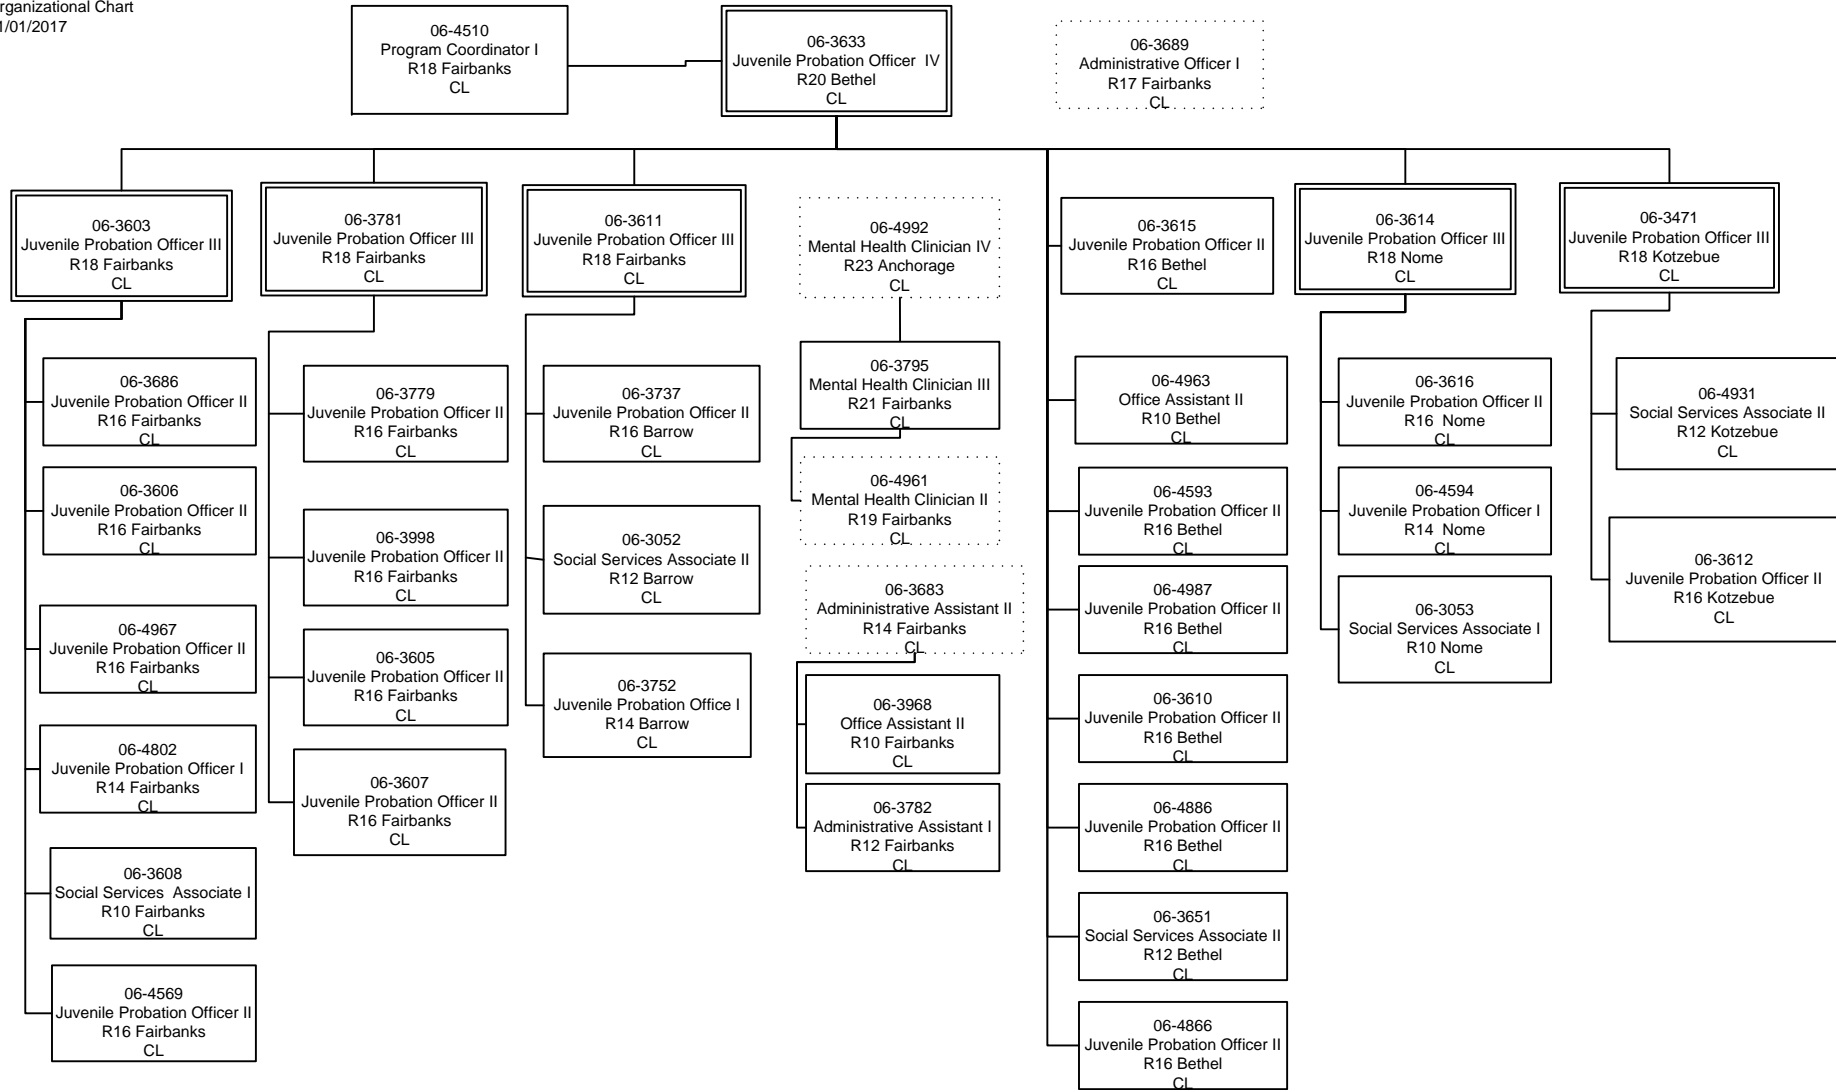 rganizational Chart
1/01/2017
06-4510
Program Coordinator I
R18 Fairbanks
CL
06-3633
Juvenile Probation Officer  IV
R20 Bethel
CL
06-3689
Administrative Officer I
R17 Fairbanks
CL
06-3603
Juvenile Probation Officer III
R18 Fairbanks
CL
06-3781
Juvenile Probation Officer III
R18 Fairbanks
CL
06-3611
Juvenile Probation Officer III
R18 Fairbanks
CL
06-4992
Mental Health Clinician IV
R23 Anchorage
CL
06-3615
Juvenile Probation Officer II
R16 Bethel
CL
06-3614
Juvenile Probation Officer III
R18 Nome
CL
06-3471
Juvenile Probation Officer III
R18 Kotzebue
CL
06-3686
Juvenile Probation Officer II
R16 Fairbanks
CL
06-3606
Juvenile Probation Officer II
R16 Fairbanks
CL
06-4967
Juvenile Probation Officer II
R16 Fairbanks
CL
06-4802
Juvenile Probation Officer I
R14 Fairbanks
CL
06-3608
Social Services  Associate I
R10 Fairbanks
CL
06-4569
Juvenile Probation Officer II
R16 Fairbanks
CL
06-3779
Juvenile Probation Officer II
R16 Fairbanks
CL
06-3998
Juvenile Probation Officer II
R16 Fairbanks
CL
06-3605
Juvenile Probation Officer II
R16 Fairbanks
CL
06-3607
Juvenile Probation Officer II
R16 Fairbanks
CL
06-3737
Juvenile Probation Officer II
R16 Barrow
CL
06-3052
Social Services Associate II
R12 Barrow
CL
06-3752
Juvenile Probation Office I
R14 Barrow
CL
06-3795
Mental Health Clinician III
R21 Fairbanks
CL
06-4961
Mental Health Clinician II
R19 Fairbanks
CL
06-3683
Admininistrative Assistant II
R14 Fairbanks
CL
06-3968
Office Assistant II
R10 Fairbanks
CL
06-3782
Administrative Assistant I
R12 Fairbanks
CL
06-4963
Office Assistant II
R10 Bethel
CL
06-4593
Juvenile Probation Officer II
R16 Bethel
CL
06-4987
Juvenile Probation Officer II
R16 Bethel
CL
06-3610
Juvenile Probation Officer II
R16 Bethel
CL
06-4886
Juvenile Probation Officer II
R16 Bethel
CL
06-3651
Social Services Associate II
R12 Bethel
CL
06-4866
Juvenile Probation Officer II
R16 Bethel
CL
06-3616
Juvenile Probation Officer II
R16  Nome
CL
06-4594
Juvenile Probation Officer I
R14  Nome
CL
06-3053
Social Services Associate I
R10 Nome
CL
06-4931
Social Services Associate II
R12 Kotzebue
CL
06-3612
Juvenile Probation Officer II
R16 Kotzebue
CL